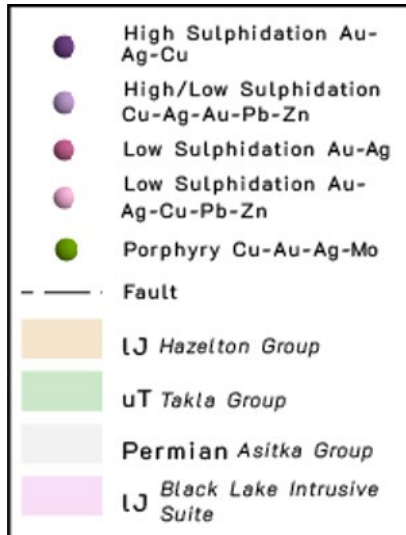 High Sulphidation Au-
Ag-Cu
High/Low Sulphidation
Cu-Ag-Au-Pb-Zn
Low Sulphidation Au-Ag
Low Sulphidation Au-
Ag-Cu-Pb-Zn
Porphyry Cu-Au-Ag-Mo
Fault
lJ Hazelton Group
uT Takla Group
Permian Asitka Group
lJ Black Lake Intrusive
Suite